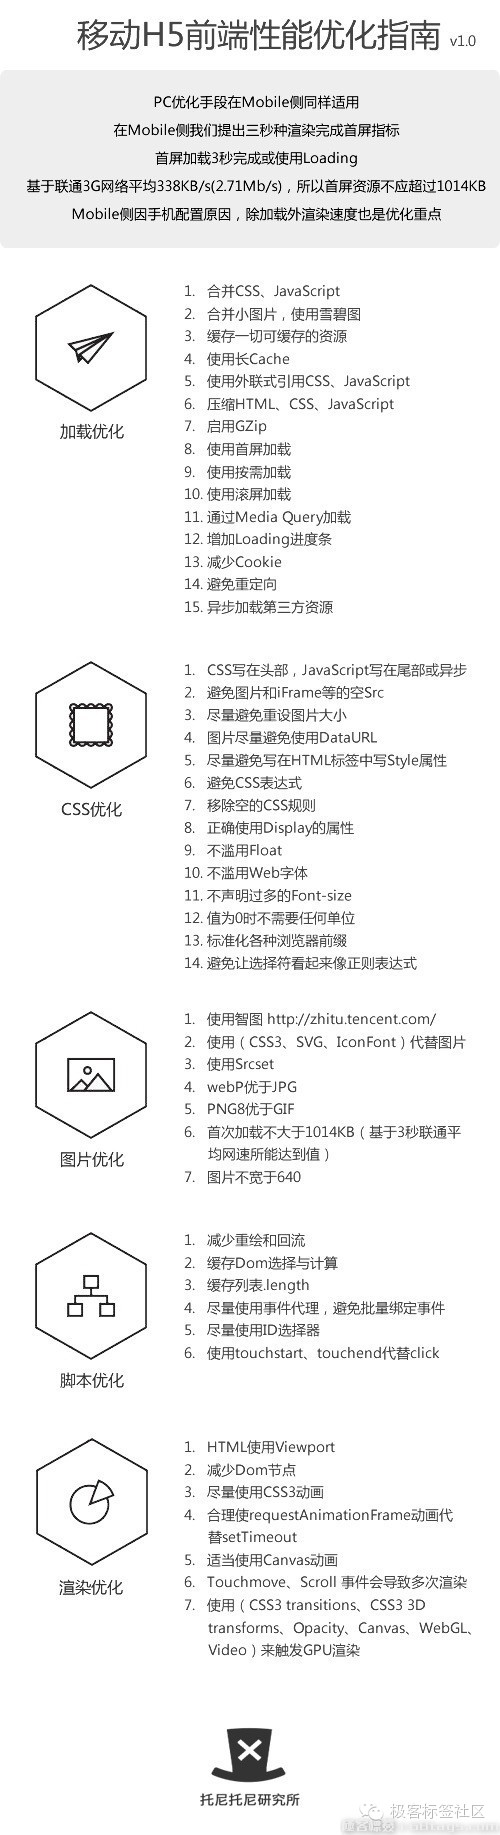 移动H5前端性能优化指南 v1.0
PC优化手段在Mobile侧同样适用
在Mobile侧我们提出三秒种渲染完成首屏指标
首屏加载3秒完成或使用Loading
基于联通3G网络平均338KB/s(2.71Mb/s)，所以首屏资源不应超过1014KB
Mobile侧因手机配置原因，除加载外渲染速度也是优化重点
加载优化
1. 合并CSS、JavaScript
2. 合并小图片，使用雪碧图
3. 缓存一切可缓存的资源
4. 使用长Cache
5. 使用外联式引用CSS、JavaScript
6. 压缩HTML、CSS、JavaScript
7. 启用GZip
8. 使用首屏加载
9. 使用按需加载
10. 使用滚屏加载
11. 通过Media Query加载
12. 增加Loading进度条
13. 减少Cookie
14. 避免重定向
15. 异步加载第三方资源
CSS优化
1. CSS写在头部，JavaScript写在尾部或异步
2. 避免图片和iFrame等的空Src
3. 尽量避免重设图片大小
4. 图片尽量避免使用DataURL
5. 尽量避免写在HTML标签中写Style属性
6. 避免CSS表达式
7. 移除空的CSS规则
8. 正确使用Display的属性
9. 不滥用Float
10. 不滥用Web字体
11. 不声明过多的Font-size
12. 值为0时不需要任何单位
13. 标准化各种浏览器前缀
14. 避免让选择符看起来像正则表达式
图片优化
1. 使用智图 http://zhitu.tencent.com/
2. 使用（CSS3、SVG、IconFont）代替图片
3. 使用Srcset
4. webP优于JPG
5. PNG8优于GIF
6. 首次加载不大于1014KB（基于3秒联通平
均网速所能达到值）
7. 图片不宽于640
脚本优化
1. 减少重绘和回流
2. 缓存Dom选择与计算
3. 缓存列表.length
4. 尽量使用事件代理，避免批量绑定事件
5. 尽量使用ID选择器
6. 使用touchstart、touchend代替click
渲染优化
1. HTML使用Viewport
2. 减少Dom节点
3. 尽量使用CSS3动画
4. 合理使requestAnimationFrame动画代
替setTimeout
5. 适当使用Canvas动画
6. Touchmove、Scroll 事件会导致多次渲染
7. 使用（CSS3 transitions、CSS3 3D
transforms、Opacity、Canvas、WebGL、
Video）来触发GPU渲染
托尼托尼研究所
极客标签社区